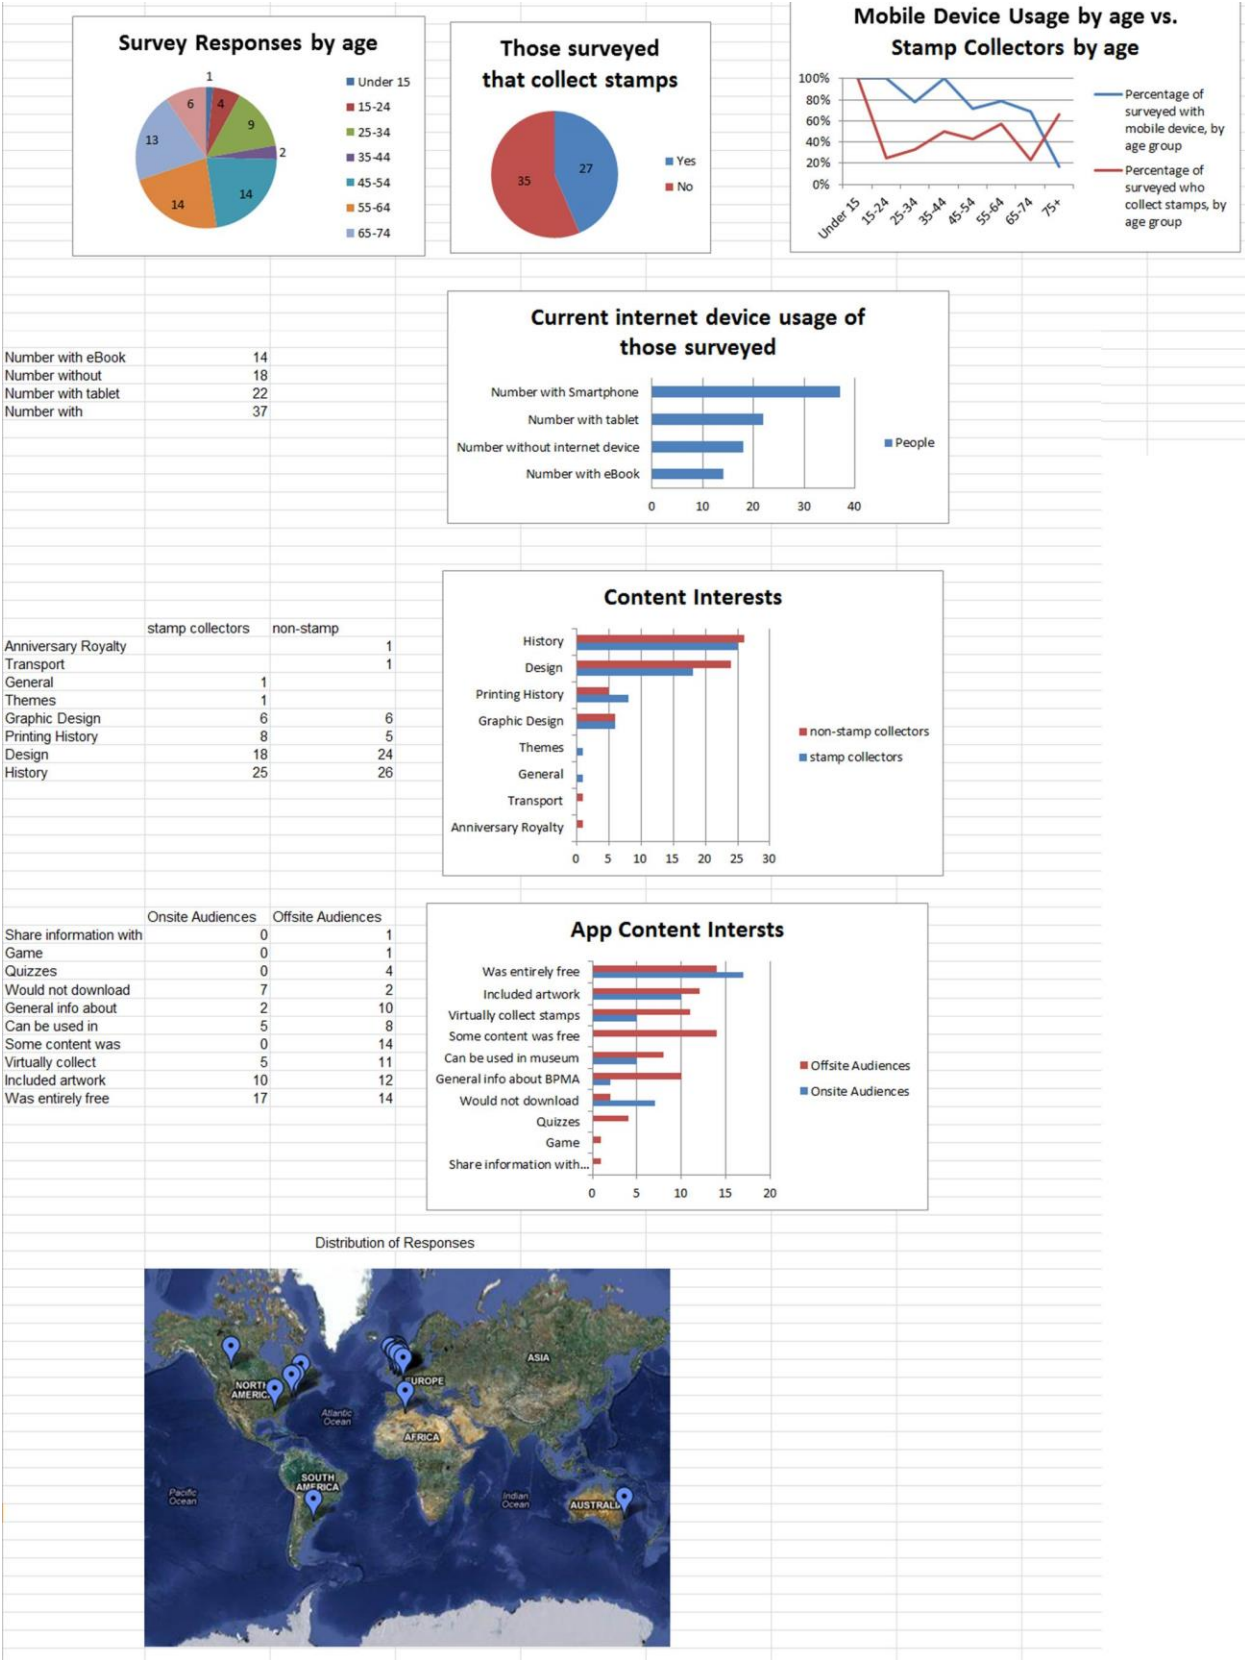 Survey Responses by age
1
4
9
2
14
14
13
6
Under 15
15-24
25-34
35-44
45-54
55-64
65-74
Those surveyed
that collect stamps
27
35
Yes
No
Mobile Device Usage by age vs.
Stamp Collectors by age
100%
80%
60%
40%
20%
0%
Under 15
15-24
25-34
35-44
45-54
55-64
65-74
75+
Percentage of
surveyed with
mobile device, by
age group
Percentage of
surveyed who
collect stamps, by
age group
Number with eBook 14
Number without 18
Number with tablet 22
Number with 37
Current internet device usage of
those surveyed
Number with Smartphone
Number with tablet
Number without internet device
Number with eBook
0 10 20 30 40
People
stamp collectors non-stamp
Anniversary Royalty 1
Transport 1
General 1
Themes 1
Graphic Design 6 6
Printing History 8 5
Design 18 24
History 25 26
Content Interests
History
Design
Printing History
Graphic Design
Themes
General
Transport
Anniversary Royalty
0 5 10 15 20 25 30
non-stamp collectors
stamp collectors
Onsite Audiences Offsite Audiences
Share information with 0 1
Game 0 1
Quizzes 0 4
Would not download 7 2
General info about 2 10
Can be used in 5 8
Some content was 0 14
Virtually collect 5 11
Included artwork 10 12
Was entirely free 17 14
App Content Intersts
Was entirely free
Included artwork
Virtually collect stamps
Some content was free
Can be used in museum
General info about BPMA
Would not download
Quizzes
Game
Share information with...
0 5 10 15 20
Offsite Audiences
Onsite Audiences
Distribution of Responses
ASIA
NORTH
AMERIC
EUROPE
Atlantic
Ocean
AFRICA
SOUTH
AMERICA
Pacific
Ocean
Indian
Ocean
AUSTRALI